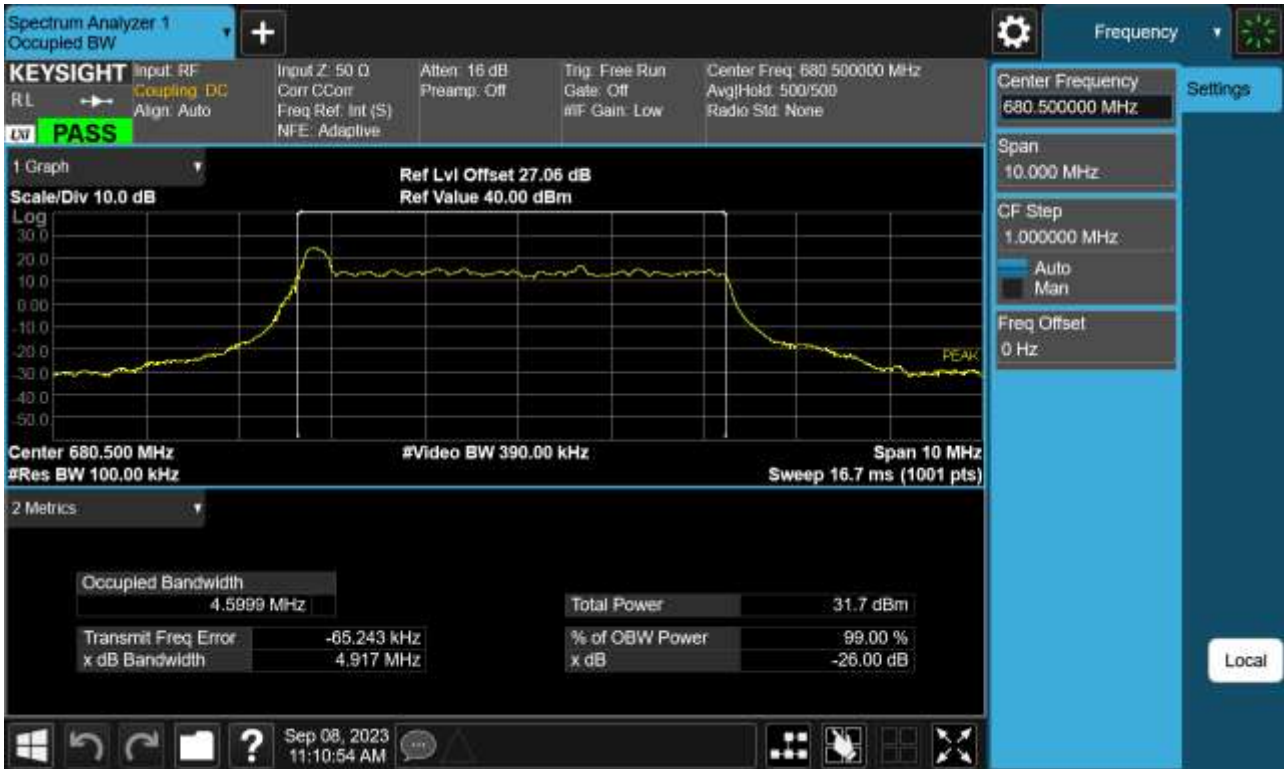 Spectrum Analyzer 1
Occupied BW
+
Frequency
KEYSIGHT
RL
LXI
PASS
Input: RF
Coupling: DC
Align: Auto
Input Z: 50 Ω
Corr CCorr
Freq Ref: Int (S)
NFE: Adaptive
Atten: 16 dB
Preamp: Off
Trig: Free Run
Gate: Off
#IF Gain: Low
Center Freq: 680.500000 MHz
Avg|Hold: 500/500
Radio Std: None
Center Frequency
680.500000 MHz
Settings
Span
10.000 MHz
CF Step
1.000000 MHz
Auto
Man
Freq Offset
0 Hz
Local
1 Graph
Scale/Div 10.0 dB
Ref Lvl Offset 27.06 dB
Ref Value 40.00 dBm
Log
30.0
20.0
10.0
0.00
-10.0
-20.0
-30.0
-40.0
-50.0
PEAK
Center 680.500 MHz
#Video BW 390.00 kHz
Span 10 MHz
#Res BW 100.00 kHz
Sweep 16.7 ms (1001 pts)
2 Metrics
Occupied Bandwidth
4.5999 MHz
Total Power 31.7 dBm
Transmit Freq Error -65.243 kHz
% of OBW Power 99.00 %
x dB Bandwidth 4.917 MHz
x dB -26.00 dB
?
Sep 08, 2023
11:10:54 AM